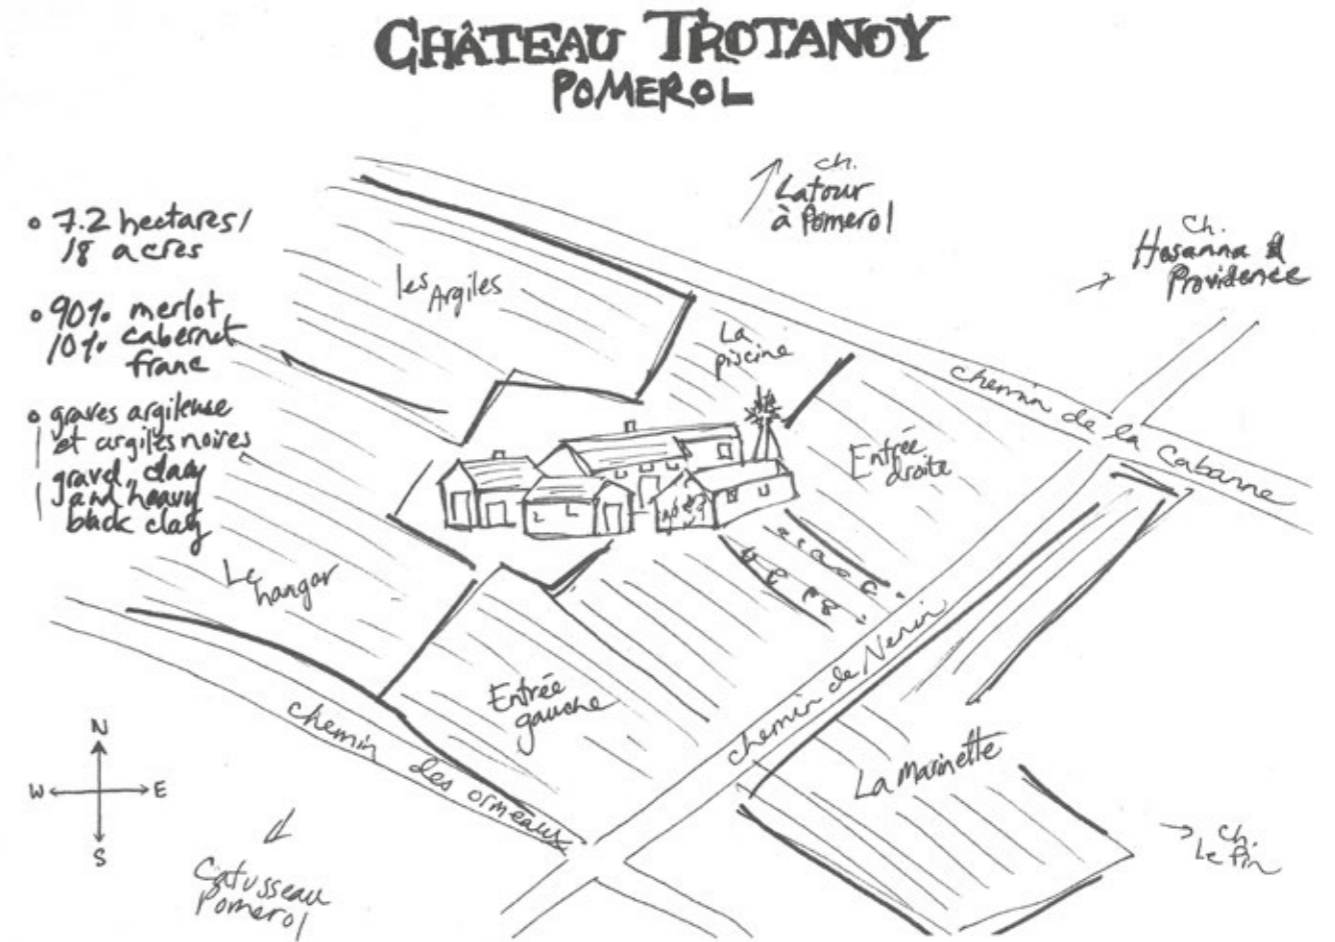 CHÂTEAU TROTANOY
POMEROL
ch.
Latour
à Pomerol
Ch.
Hosanna &
Providence
• 7.2 hectares/
18 acres
• 90% merlot
10% cabernet
franc
• graves argileuse
et argiles noires
gravel, clay
and heavy
black clay
les Argiles
La
piscine
chemin de la Cabanne
Entrée
droite
Le
hangar
Entrée
gauche
chemin de Nenin
La Marinette
chemin des ormeaux
N
W E
S
Catusseau
Pomerol
Ch.
Le Pin